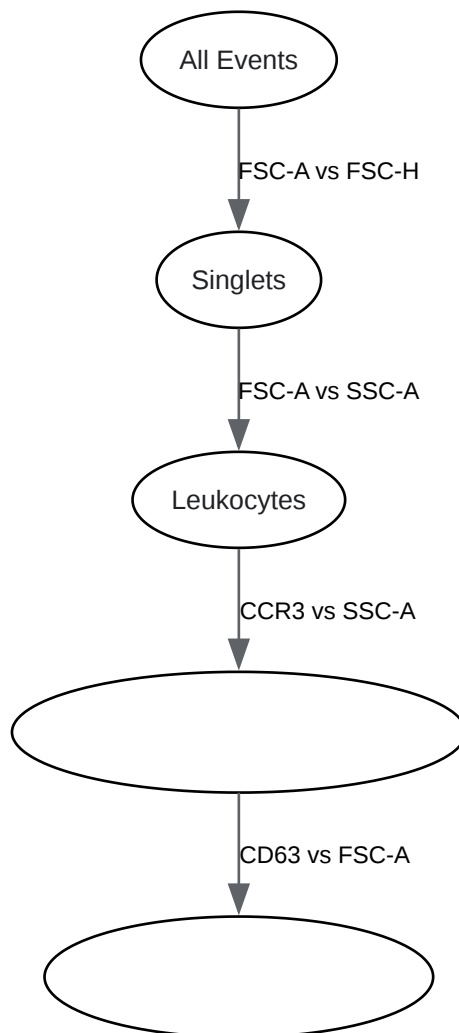 All Events
FSC-A vs FSC-H
Singlets
FSC-A vs SSC-A
Leukocytes
CCR3 vs SSC-A
CD63 vs FSC-A